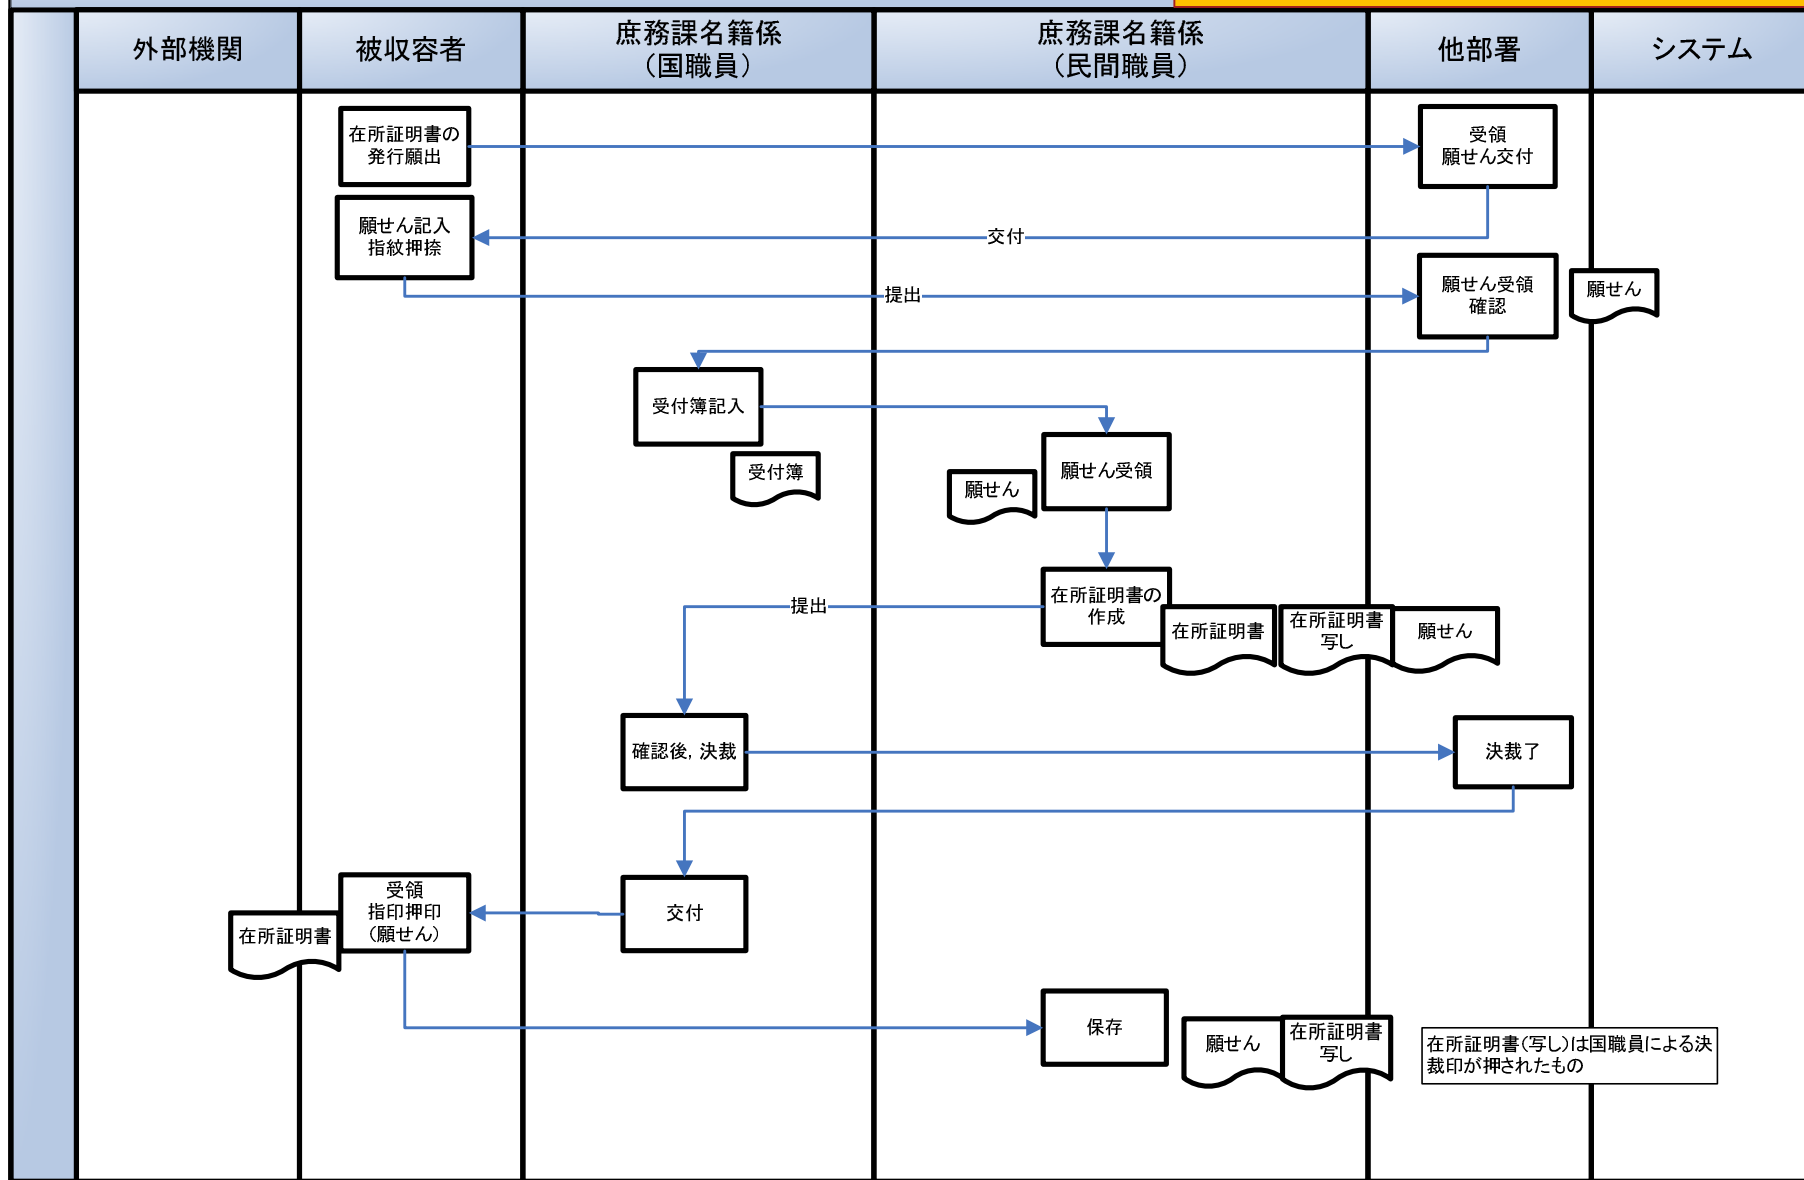 外部機関
被収容者
庶務課名籍係
（国職員）
庶務課名籍係
（民間職員）
他部署
システム
在所証明書の
発行願出
受領
願せん交付
願せん記入
指紋押捺
交付
提出
願せん受領
確認
願せん
受付簿記入
受付簿
願せん受領
願せん
在所証明書の
作成
提出
在所証明書
在所証明書
写し
願せん
確認後，決裁
決裁了
受領
指印押印
（願せん）
交付
在所証明書
保存
願せん
在所証明書
写し
在所証明書（写し）は国職員による決
裁印が押されたもの